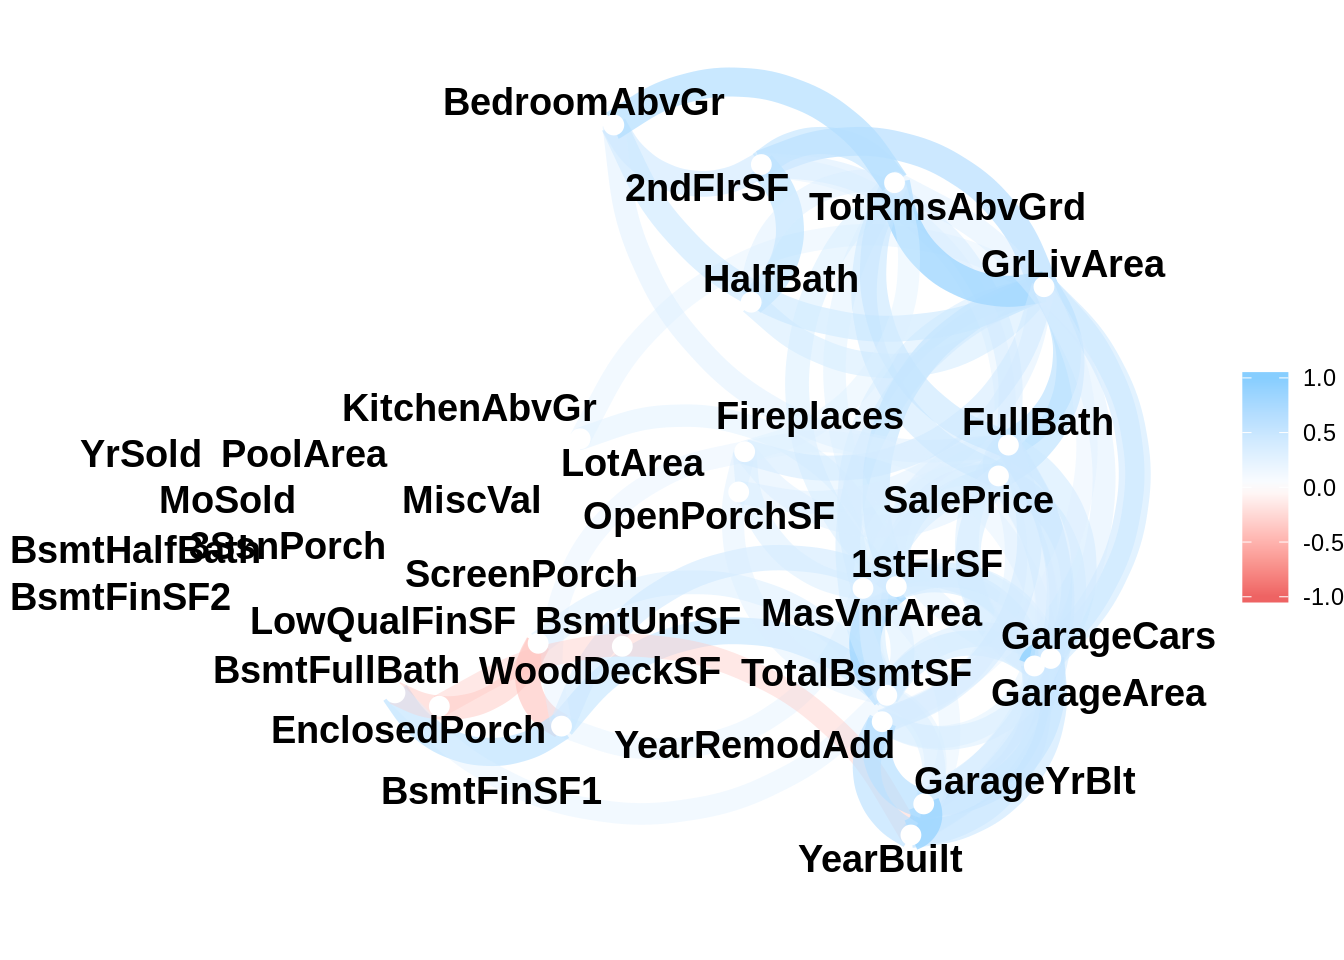 BedroomAbvGr
2ndFlrSF
TotRmsAbvGrd
GrLivArea
HalfBath
1.0
KitchenAbvGr
Fireplaces
FullBath
0.5
YrSold
PoolArea
LotArea
0.0
MoSold
MiscVal
OpenPorchSF
SalePrice
-0.5
BsmtHalfBath
3SsnPorch
ScreenPorch
1stFlrSF
-1.0
BsmtFinSF2
LowQualFinSF
BsmtUnfSF
MasVnrArea
GarageCars
BsmtFullBath
WoodDeckSF
TotalBsmtSF
GarageArea
EnclosedPorch
YearRemodAdd
BsmtFinSF1
GarageYrBlt
YearBuilt